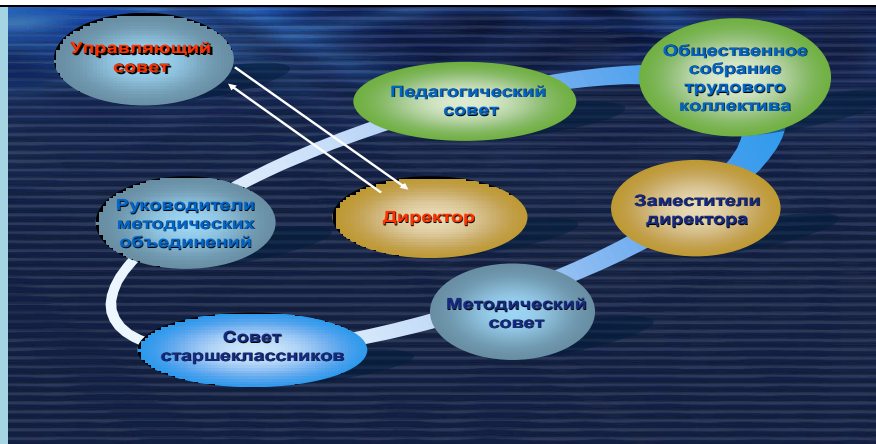 Управляющий
совет
Общественное
собрание
трудового
коллектива
Педагогический
совет
Руководители
методических
объединений
Директор
Заместители
директора
Методический
совет
Совет
старшеклассников